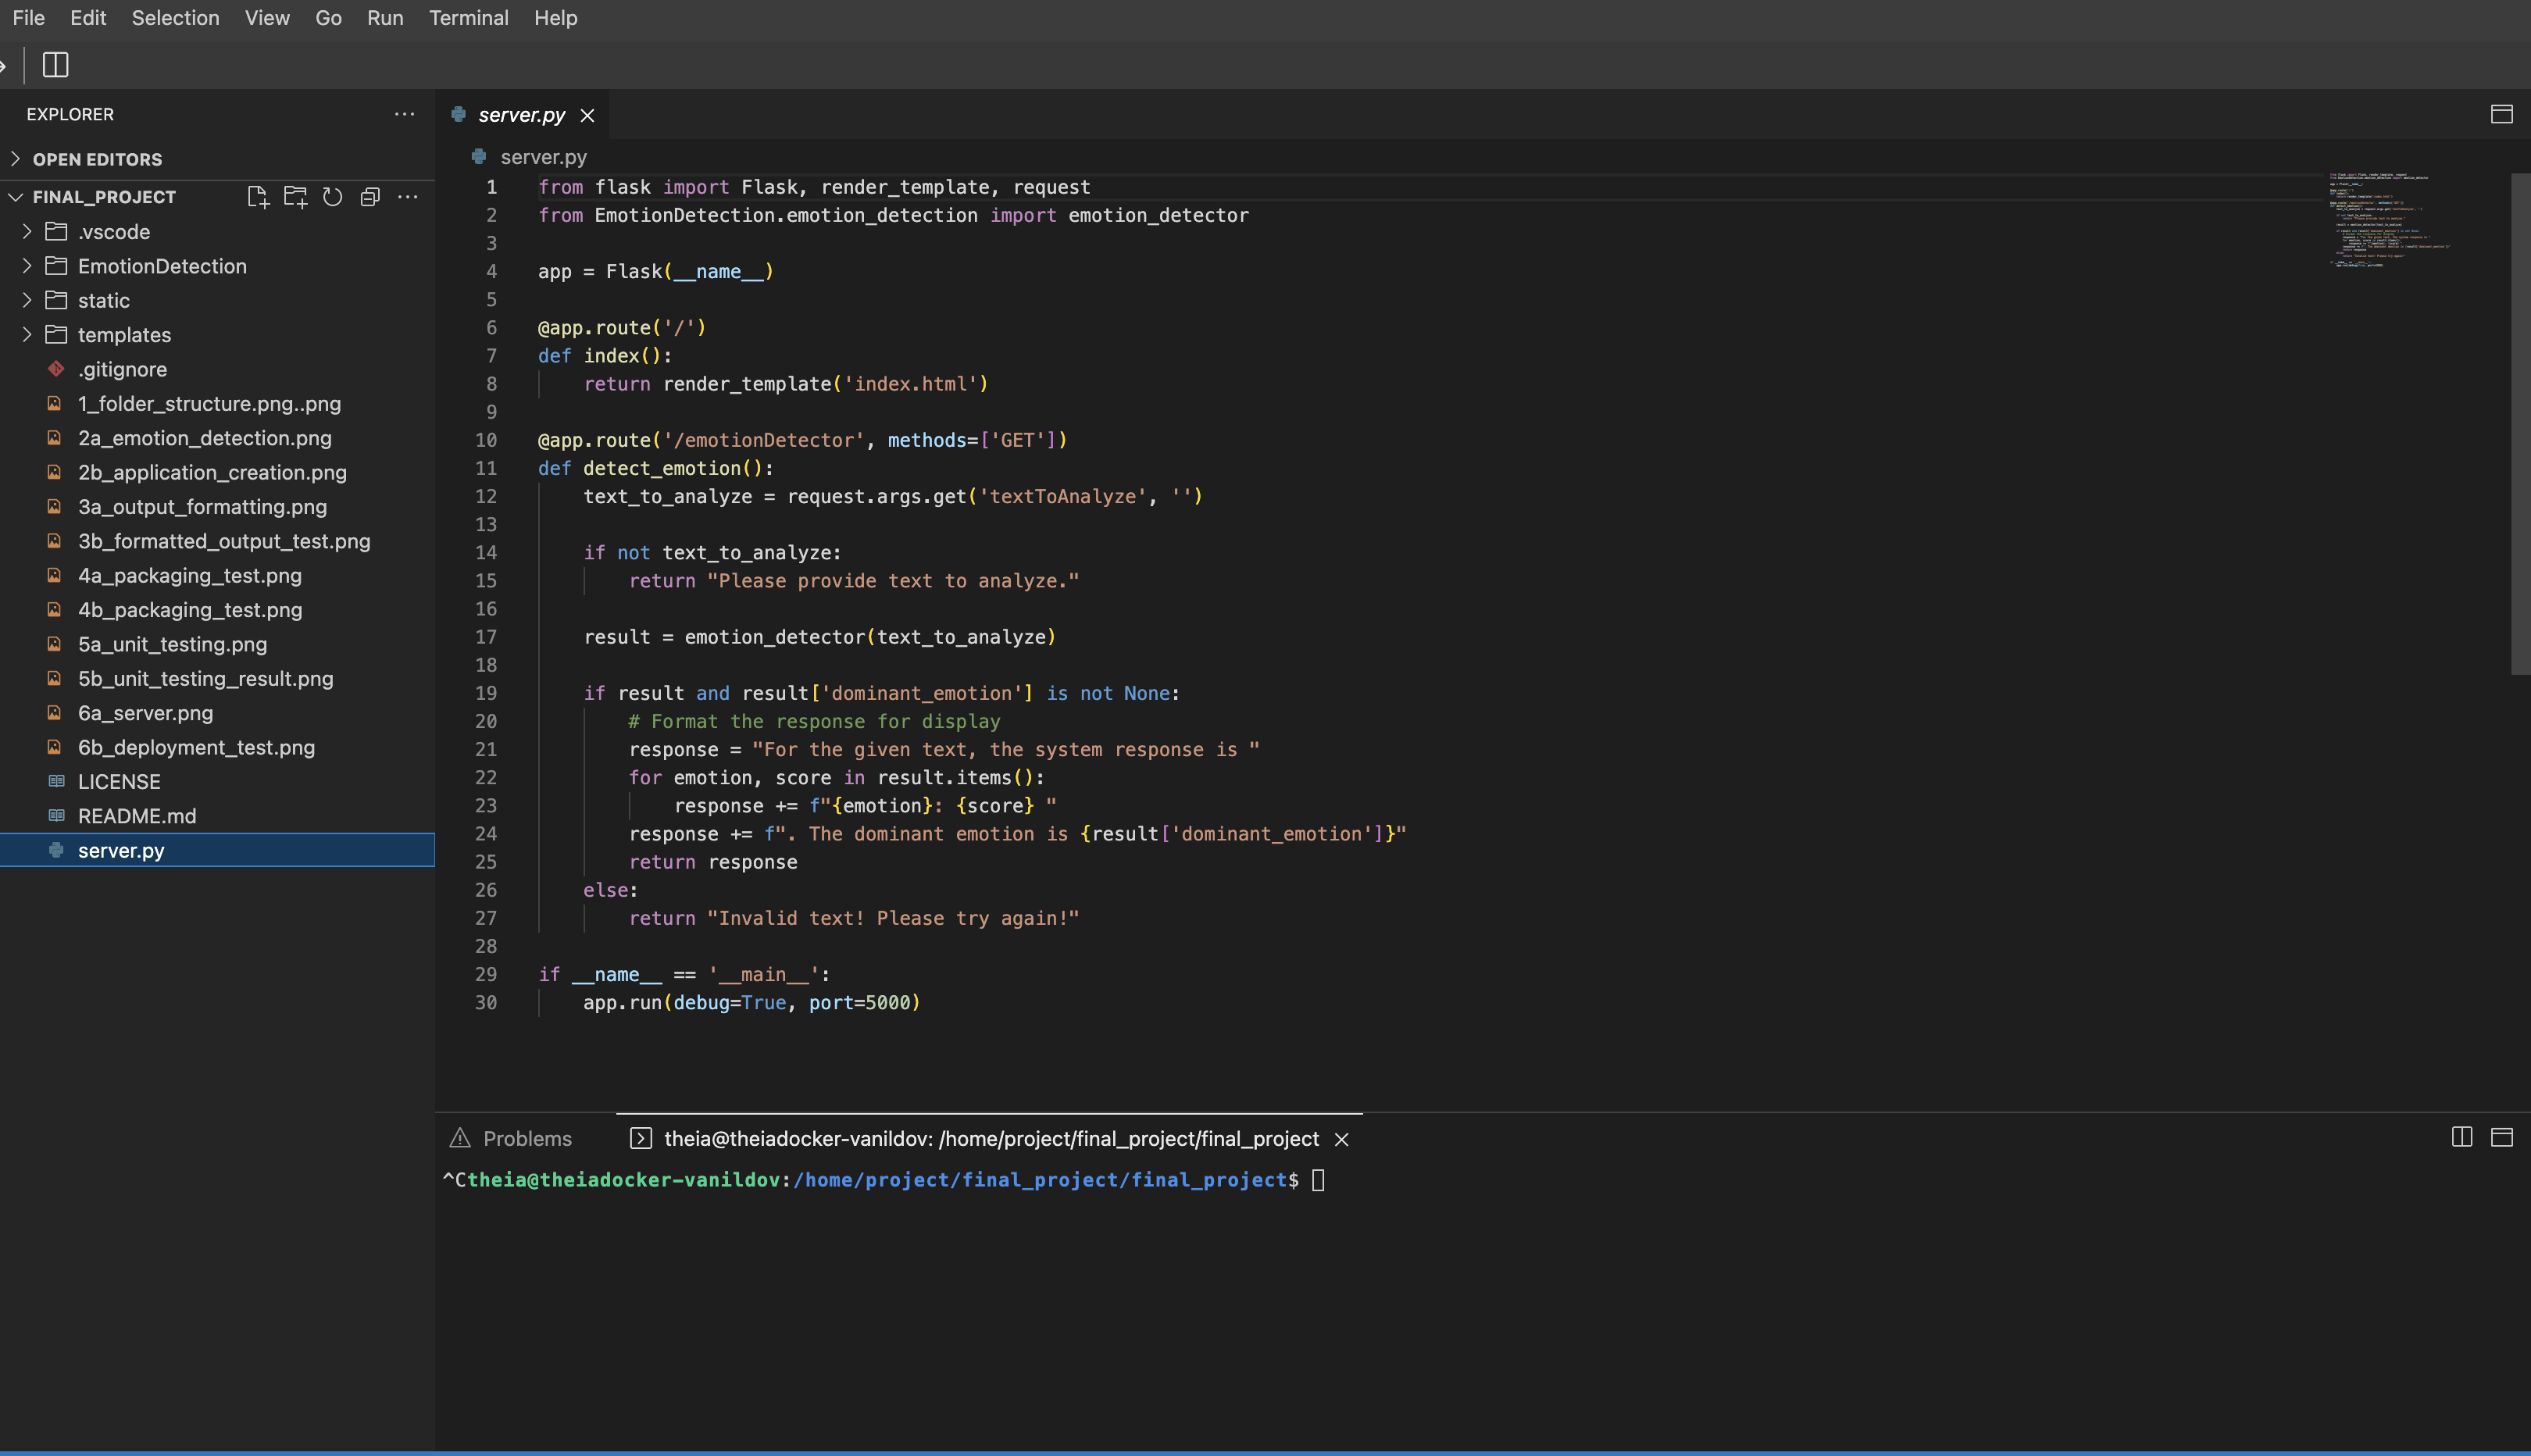 File Edit Selection View Go Run Terminal Help
EXPLORER
OPEN EDITORS
FINAL_PROJECT
.vscode
EmotionDetection
static
templates
.gitignore
1_folder_structure.png..png
2a_emotion_detection.png
2b_application_creation.png
3a_output_formatting.png
3b_formatted_output_test.png
4a_packaging_test.png
4b_packaging_test.png
5a_unit_testing.png
5b_unit_testing_result.png
6a_server.png
6b_deployment_test.png
LICENSE
README.md
server.py
server.py
server.py
1 from flask import Flask, render_template, request
2 from EmotionDetection.emotion_detection import emotion_detector
3
4 app = Flask(__name__)
5
6 @app.route('/')
7 def index():
8     return render_template('index.html')
9
10 @app.route('/emotionDetector', methods=['GET'])
11 def detect_emotion():
12     text_to_analyze = request.args.get('textToAnalyze', '')
13
14     if not text_to_analyze:
15         return "Please provide text to analyze."
16
17     result = emotion_detector(text_to_analyze)
18
19     if result and result['dominant_emotion'] is not None:
20         # Format the response for display
21         response = "For the given text, the system response is "
22         for emotion, score in result.items():
23             response += f"{emotion}: {score} "
24         response += f". The dominant emotion is {result['dominant_emotion']}"
25         return response
26     else:
27         return "Invalid text! Please try again!"
28
29 if __name__ == '__main__':
30     app.run(debug=True, port=5000)
Problems theia@theiadocker-vanildov: /home/project/final_project/final_project
^Ctheia@theiadocker-vanildov:/home/project/final_project/final_project$